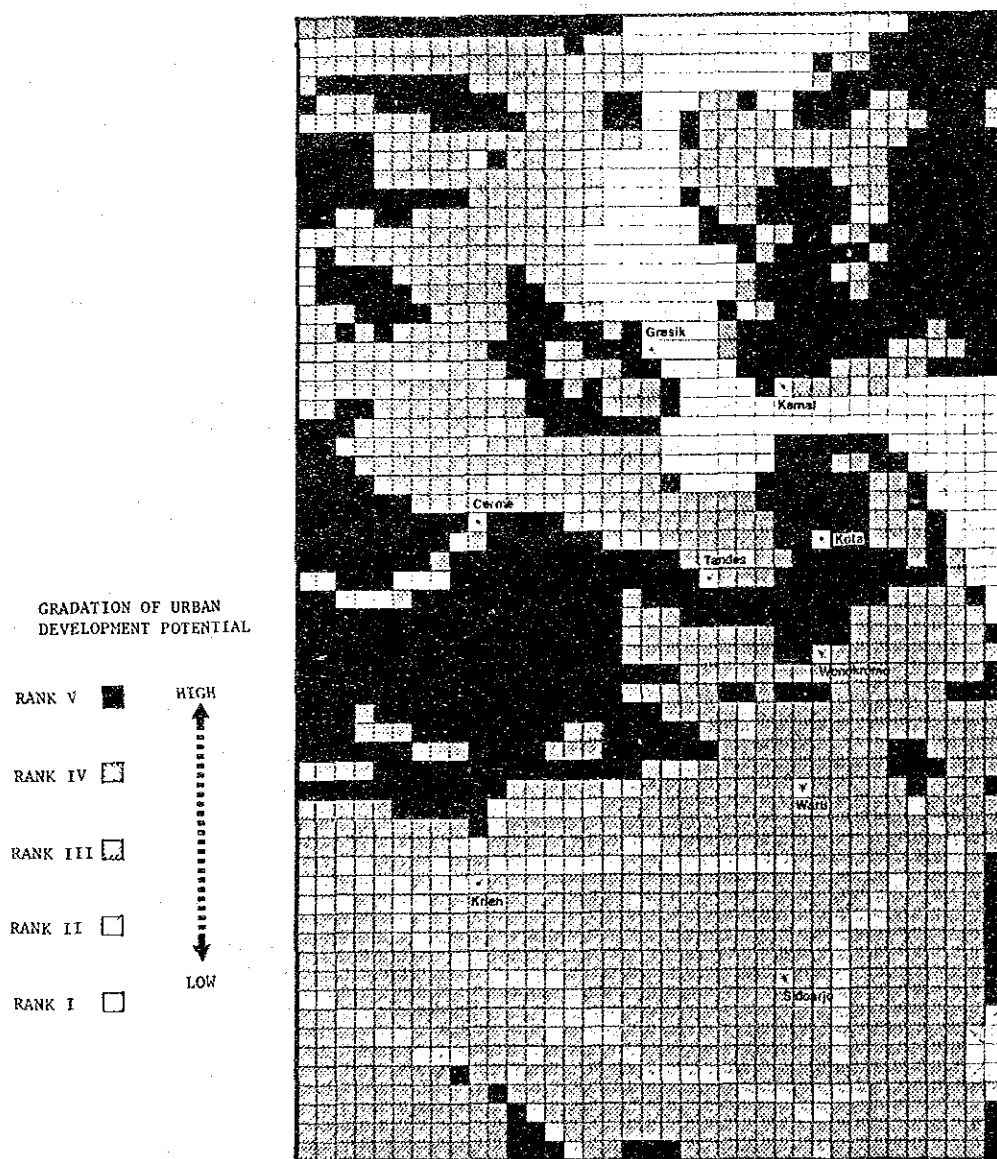 GRADATION OF URBAN
DEVELOPMENT POTENTIAL
RANK V
HIGH
RANK IV
RANK III
RANK II
RANK I
LOW
Gresik
Kamal
Cerme
Kota
Tandes
Wonokromo
Waru
Krien
Sidoarjo